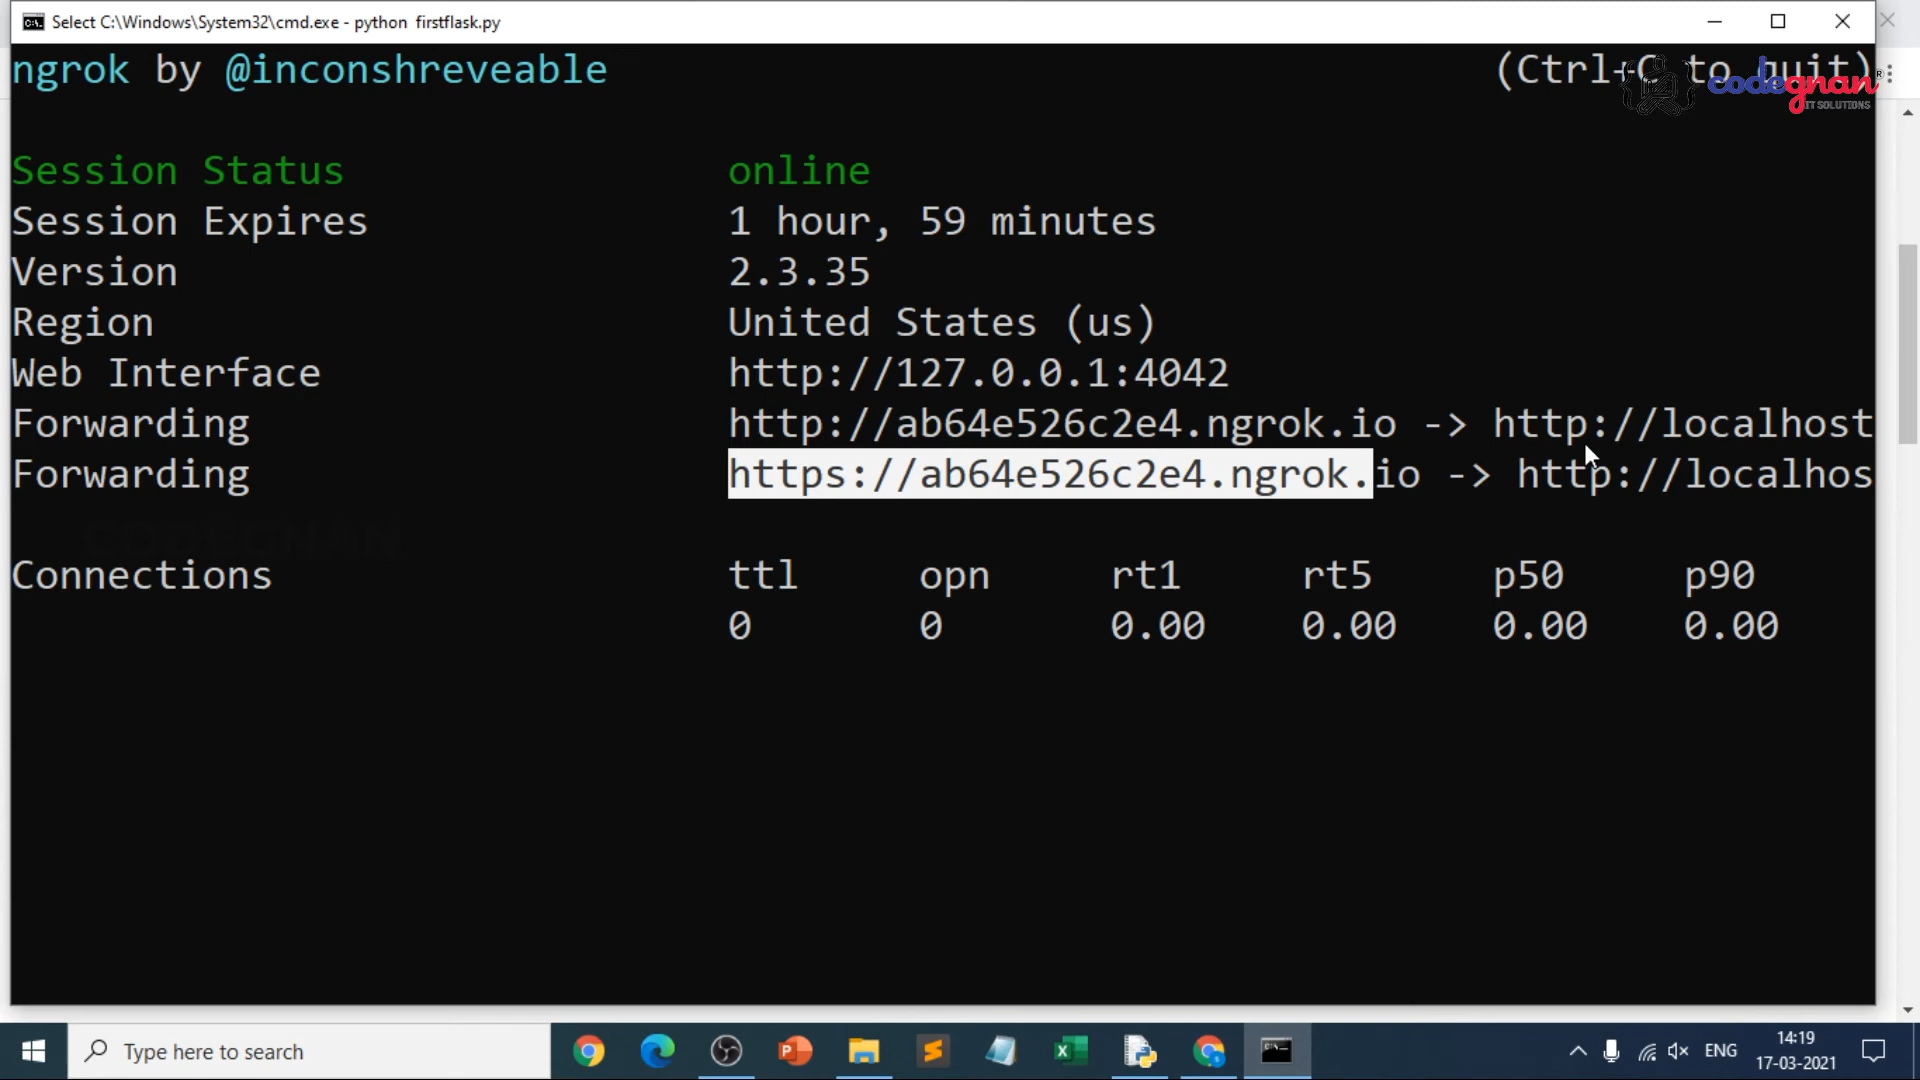 Select C:\Windows\System32\cmd.exe - python  firstflask.py
ngrok by @inconshreveable (Ctrl+C to quit)
codegnan
IT SOLUTIONS
Session Status online
Session Expires 1 hour, 59 minutes
Version 2.3.35
Region United States (us)
Web Interface http://127.0.0.1:4042
Forwarding http://ab64e526c2e4.ngrok.io -> http://localhost
Forwarding https://ab64e526c2e4.ngrok.io -> http://localhos
CODEGNAN
Connections ttl opn rt1 rt5 p50 p90
0 0 0.00 0.00 0.00 0.00
Type here to search
ENG
14:19
17-03-2021